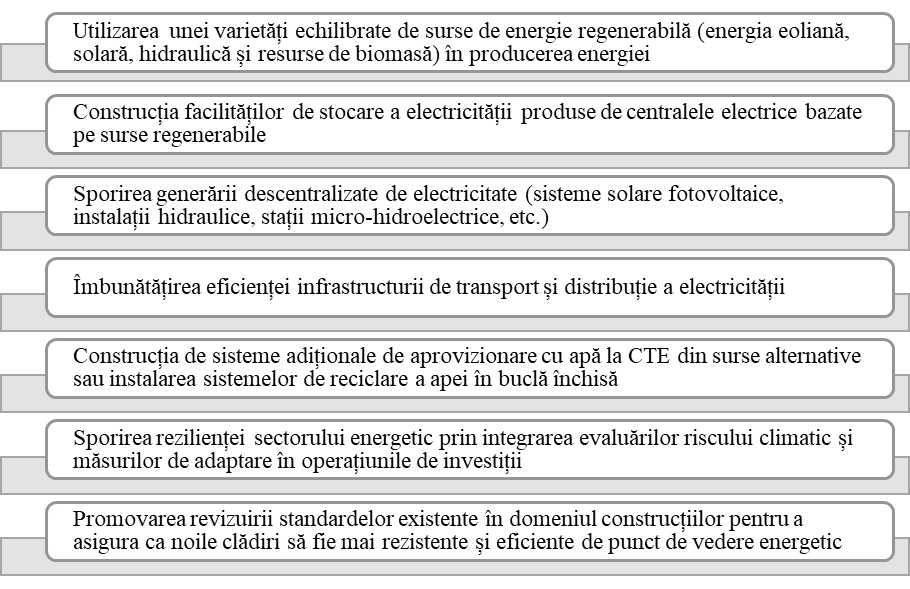 Utilizarea unei varietăți echilibrate de surse de energie regenerabilă (energia eoliană,
solară, hidraulică și resurse de biomasă) în producerea energiei
Construcția facilităților de stocare a electricității produse de centralele electrice bazate
pe surse regenerabile
Sporirea generării descentralizate de electricitate (sisteme solare fotovoltaice,
instalații hidraulice, stații micro-hidroelectrice, etc.)
Îmbunătățirea eficienței infrastructurii de transport și distribuție a electricității
Construcția de sisteme adiționale de aprovizionare cu apă la CTE din surse alternative
sau instalarea sistemelor de reciclare a apei în buclă închisă
Sporirea rezilienței sectorului energetic prin integrarea evaluărilor riscului climatic și
măsurilor de adaptare în operațiunile de investiții
Promovarea revizuirii standardelor existente în domeniul construcțiilor pentru a
asigura ca noile clădiri să fie mai rezistente și eficiente de punct de vedere energetic